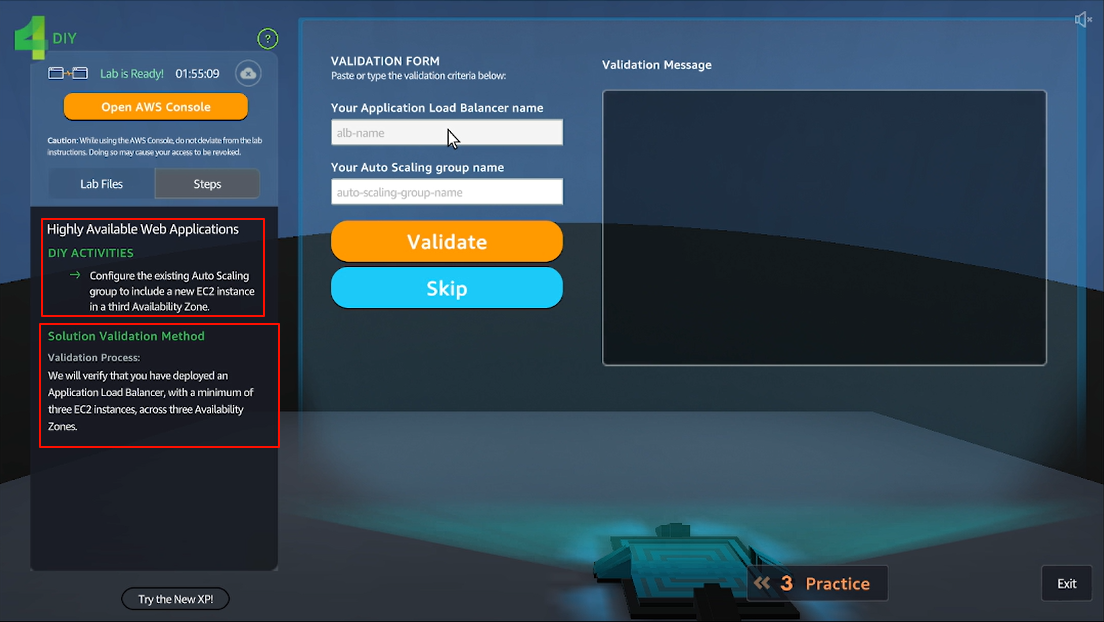 4 DIY
?
Lab is Ready! 01:55:09
Open AWS Console
Caution: While using the AWS Console, do not deviate from the lab
instructions. Doing so may cause your access to be revoked.
Lab Files Steps
Highly Available Web Applications
DIY ACTIVITIES
→ Configure the existing Auto Scaling
group to include a new EC2 instance
in a third Availability Zone.
Solution Validation Method
Validation Process:
We will verify that you have deployed an
Application Load Balancer, with a minimum of
three EC2 instances, across three Availability
Zones.
Try the New XP!
VALIDATION FORM
Paste or type the validation criteria below:
Your Application Load Balancer name
alb-name
Your Auto Scaling group name
auto-scaling-group-name
Validate
Skip
Validation Message
« 3 Practice
Exit